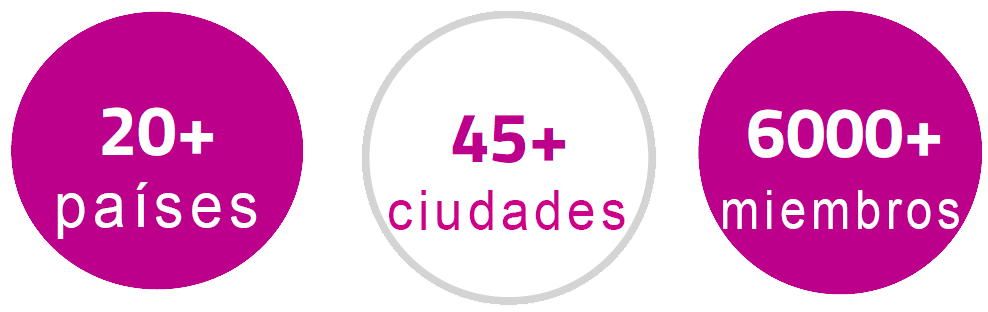 20+
países
45+
ciudades
6000+
miembros